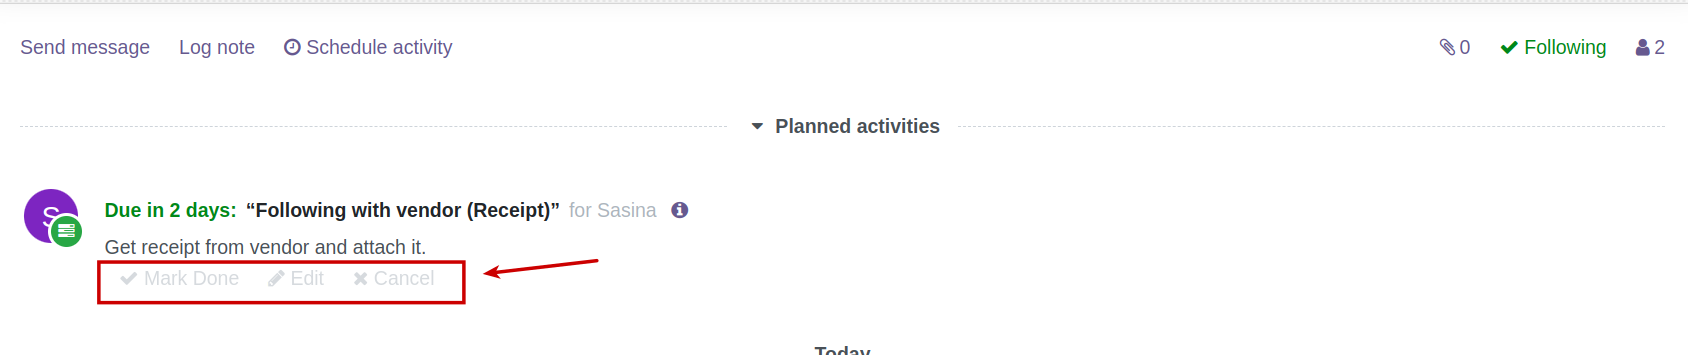 Send message Log note Schedule activity 0 Following 2
Planned activities
S
Due in 2 days: “Following with vendor (Receipt)” for Sasina
Get receipt from vendor and attach it.
Mark Done Edit Cancel
Today